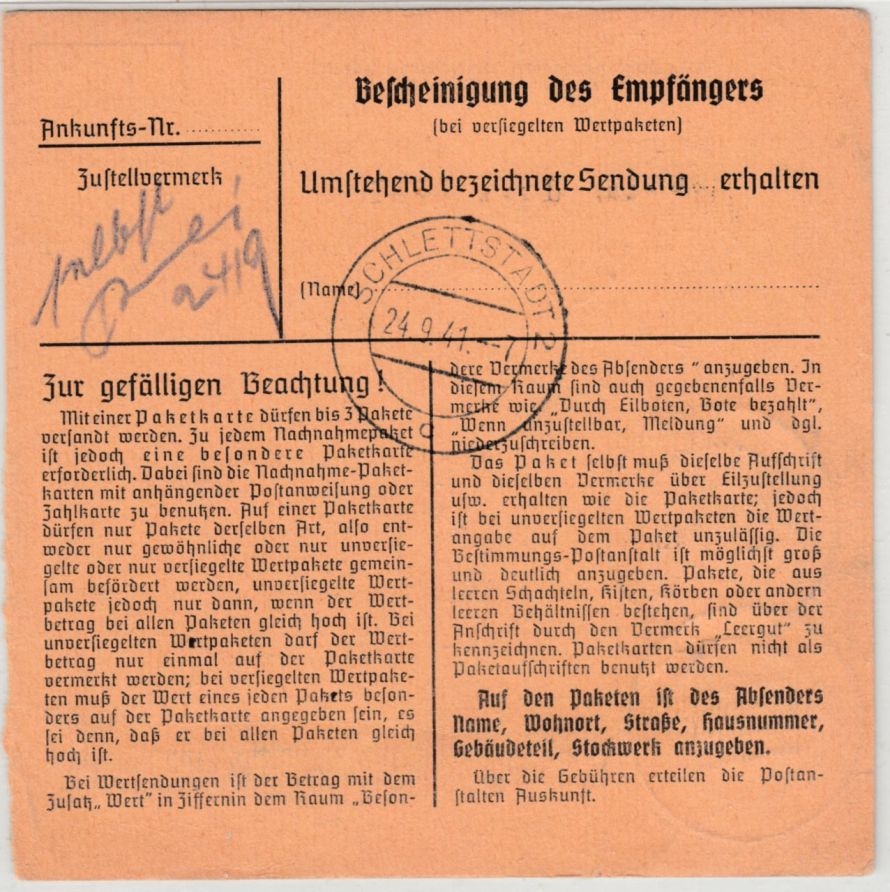 Ankunfts-Nr.
Zustellvermerk
selbst
24/9
Bescheinigung des Empfängers
(bei versiegelten Wertpaketen)
Umstehend bezeichnete Sendung erhalten
(Name)
SCHLETTSTADT 2
24.9.41.--7
c
Zur gefälligen Beachtung!
Mit einer Paketkarte dürfen bis 3 Pakete
versandt werden. Zu jedem Nachnahmepaket
ist jedoch eine besondere Paketkarte
erforderlich. Dabei sind die Nachnahme-Paket-
karten mit anhängender Postanweisung oder
Zahlkarte zu benutzen. Auf einer Paketkarte
dürfen nur Pakete derselben Art, also ent-
weder nur gewöhnliche oder nur unversie-
gelte oder nur versiegelte Wertpakete gemein-
sam befördert werden, unversiegelte Wert-
pakete jedoch nur dann, wenn der Wert-
betrag bei allen Paketen gleich hoch ist. Bei
unversiegelten Wertpaketen darf der Wert-
betrag nur einmal auf der Paketkarte
vermerkt werden; bei versiegelten Wertpake-
ten muß der Wert eines jeden Pakets beson-
ders auf der Paketkarte angegeben sein, es
sei denn, daß er bei allen Paketen gleich
hoch ist.
Bei Wertsendungen ist der Betrag mit dem
Zusatz „Wert" in Ziffern in dem Raum „Beson-
dere Vermerke des Absenders" anzugeben. In
diesem Raum sind auch gegebenenfalls Ver-
merke wie „Durch Eilboten, Bote bezahlt",
„Wenn unzustellbar, Meldung" und dgl.
niederzuschreiben.
Das Paket selbst muß dieselbe Aufschrift
und dieselben Vermerke über Eilzustellung
usw. erhalten wie die Paketkarte; jedoch
ist bei unversiegelten Wertpaketen die Wert-
angabe auf dem Paket unzulässig. Die
Bestimmungs-Postanstalt ist möglichst groß
und deutlich anzugeben. Pakete, die aus
leeren Schachteln, Kisten, Körben oder andern
leeren Behältnissen bestehen, sind über der
Anschrift durch den Vermerk „Leergut" zu
kennzeichnen. Paketkarten dürfen nicht als
Paketaufschriften benutzt werden.
Auf den Paketen ist des Absenders
Name, Wohnort, Straße, Hausnummer,
Gebäudeteil, Stockwerk anzugeben.
Über die Gebühren erteilen die Postan-
stalten Auskunft.